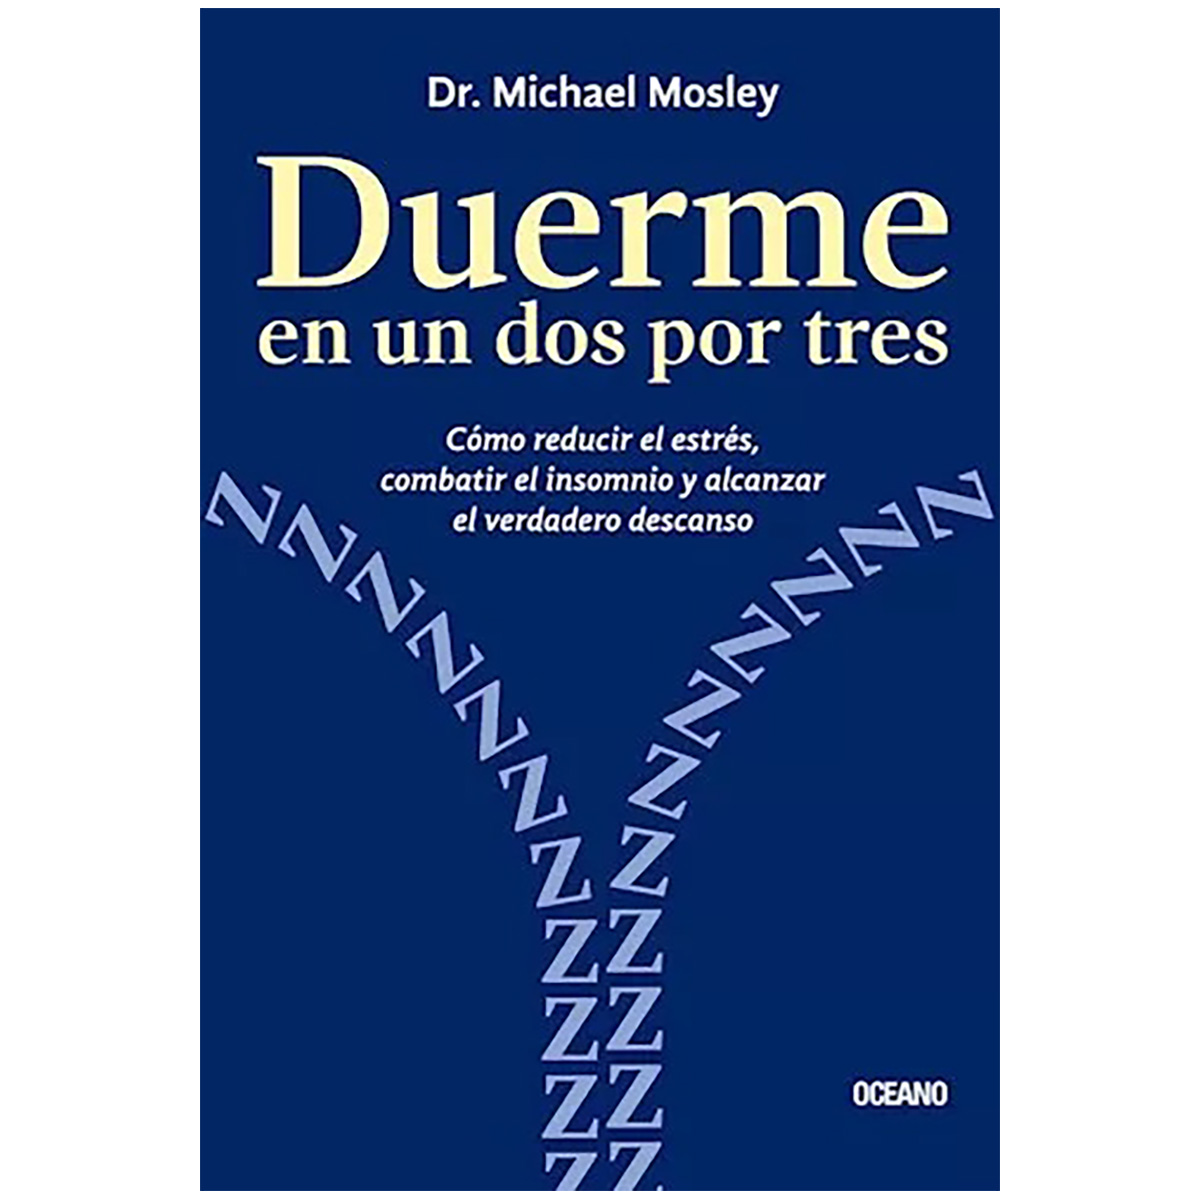 Dr. Michael Mosley
Duerme
en un dos por tres
Cómo reducir el estrés,
combatir el insomnio y alcanzar
el verdadero descanso
Z Z Z Z Z Z Z Z Z Z Z
Z Z Z Z Z Z Z Z Z Z Z
OCEANO